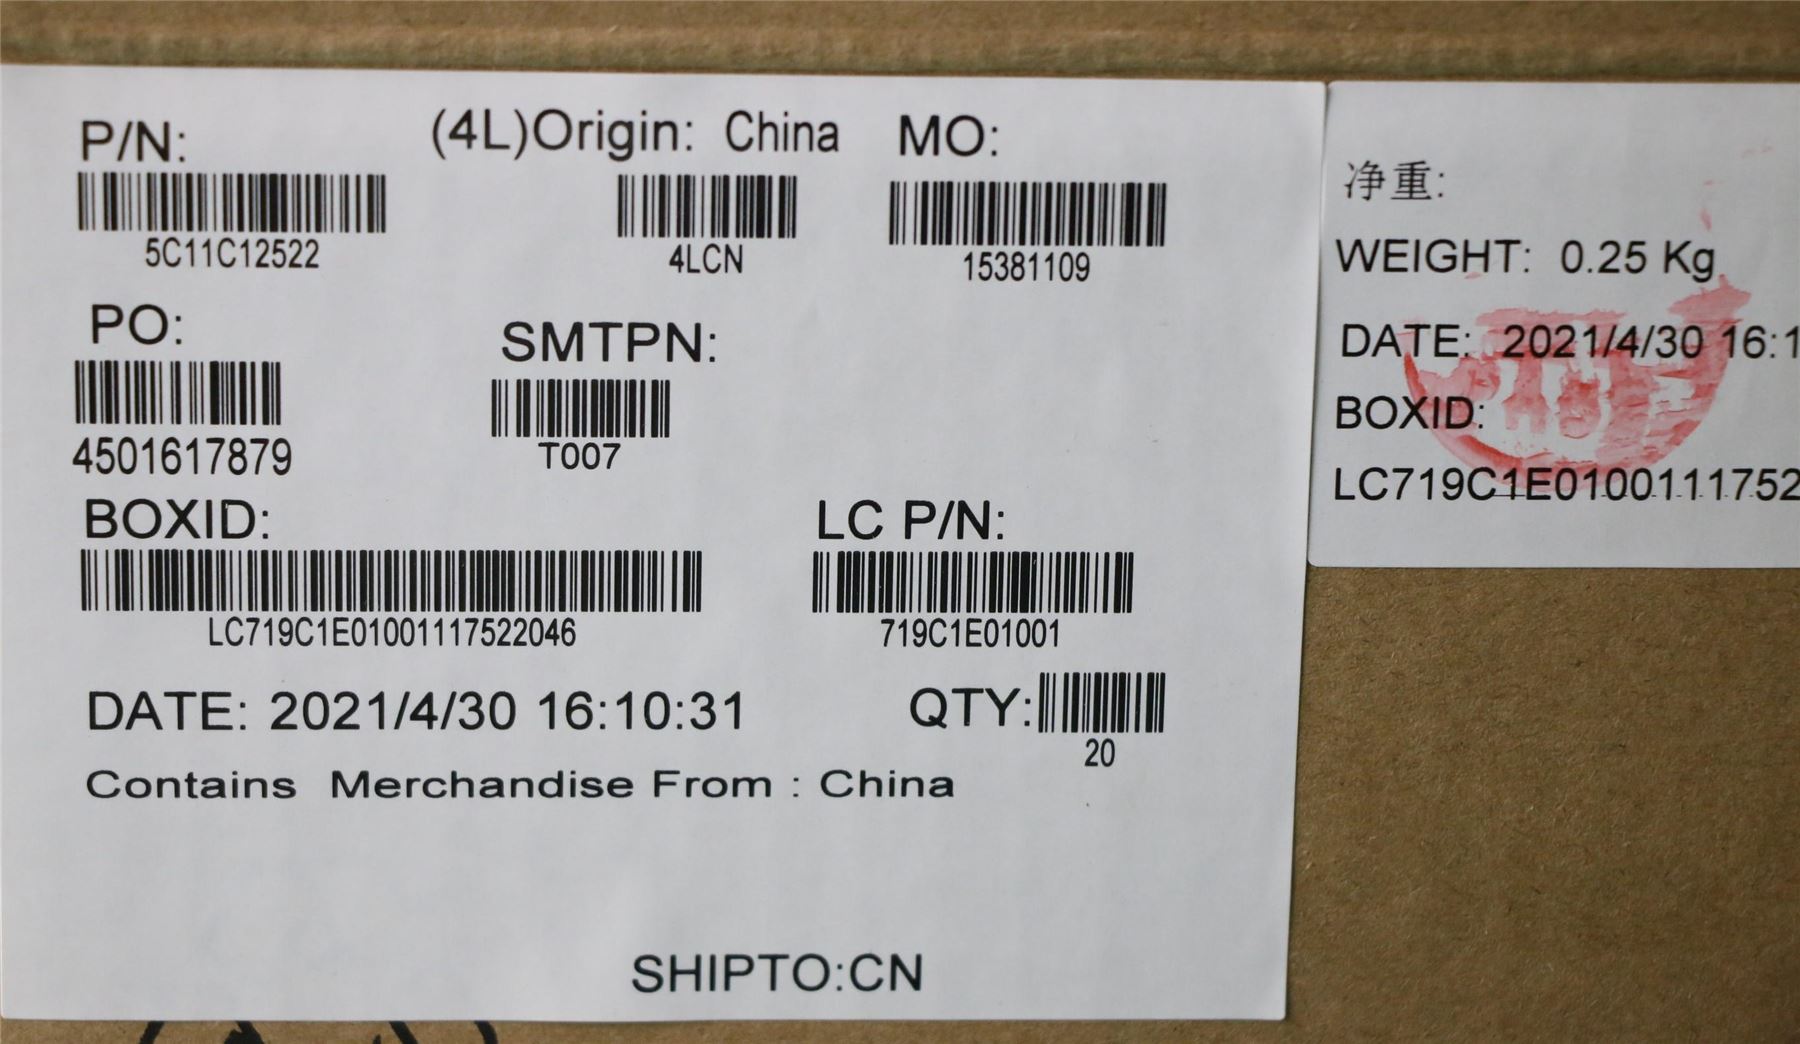 P/N: (4L)Origin: China MO:
5C11C12522 4LCN 15381109
PO: SMTPN:
4501617879 T007
BOXID: LC P/N:
LC719C1E01001117522046 719C1E01001
DATE: 2021/4/30 16:10:31 QTY:
20
Contains Merchandise From : China
SHIPTO:CN
净重:
WEIGHT: 0.25 Kg
DATE: 2021/4/30 16:1
BOXID:
LC719C1E0100111752